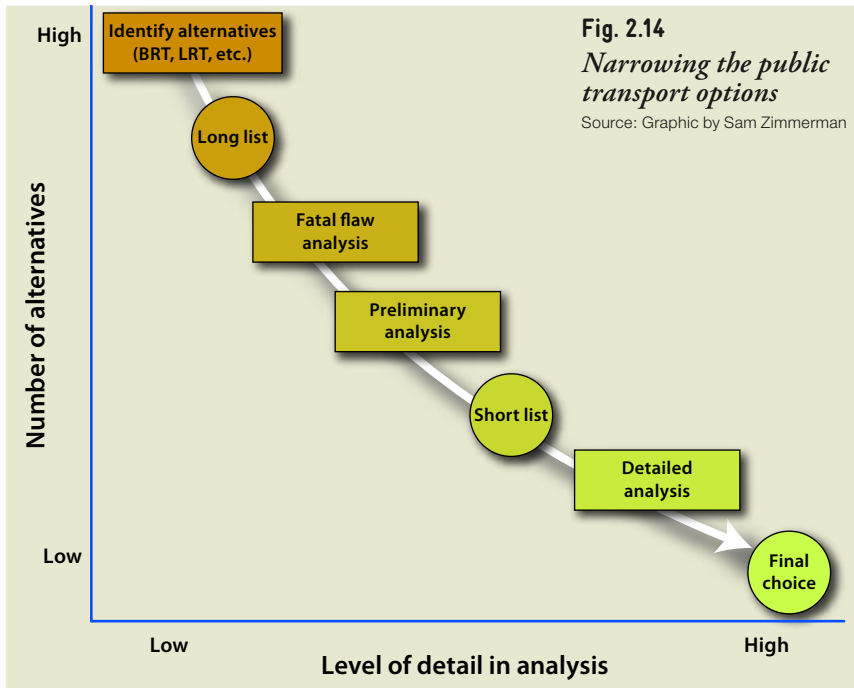 Fig. 2.14
Narrowing the public
transport options
Source: Graphic by Sam Zimmerman
High
Identify alternatives
(BRT, LRT, etc.)
Long list
Fatal flaw
analysis
Preliminary
analysis
Short list
Detailed
analysis
Final
choice
Number of alternatives
Low
Low
High
Level of detail in analysis